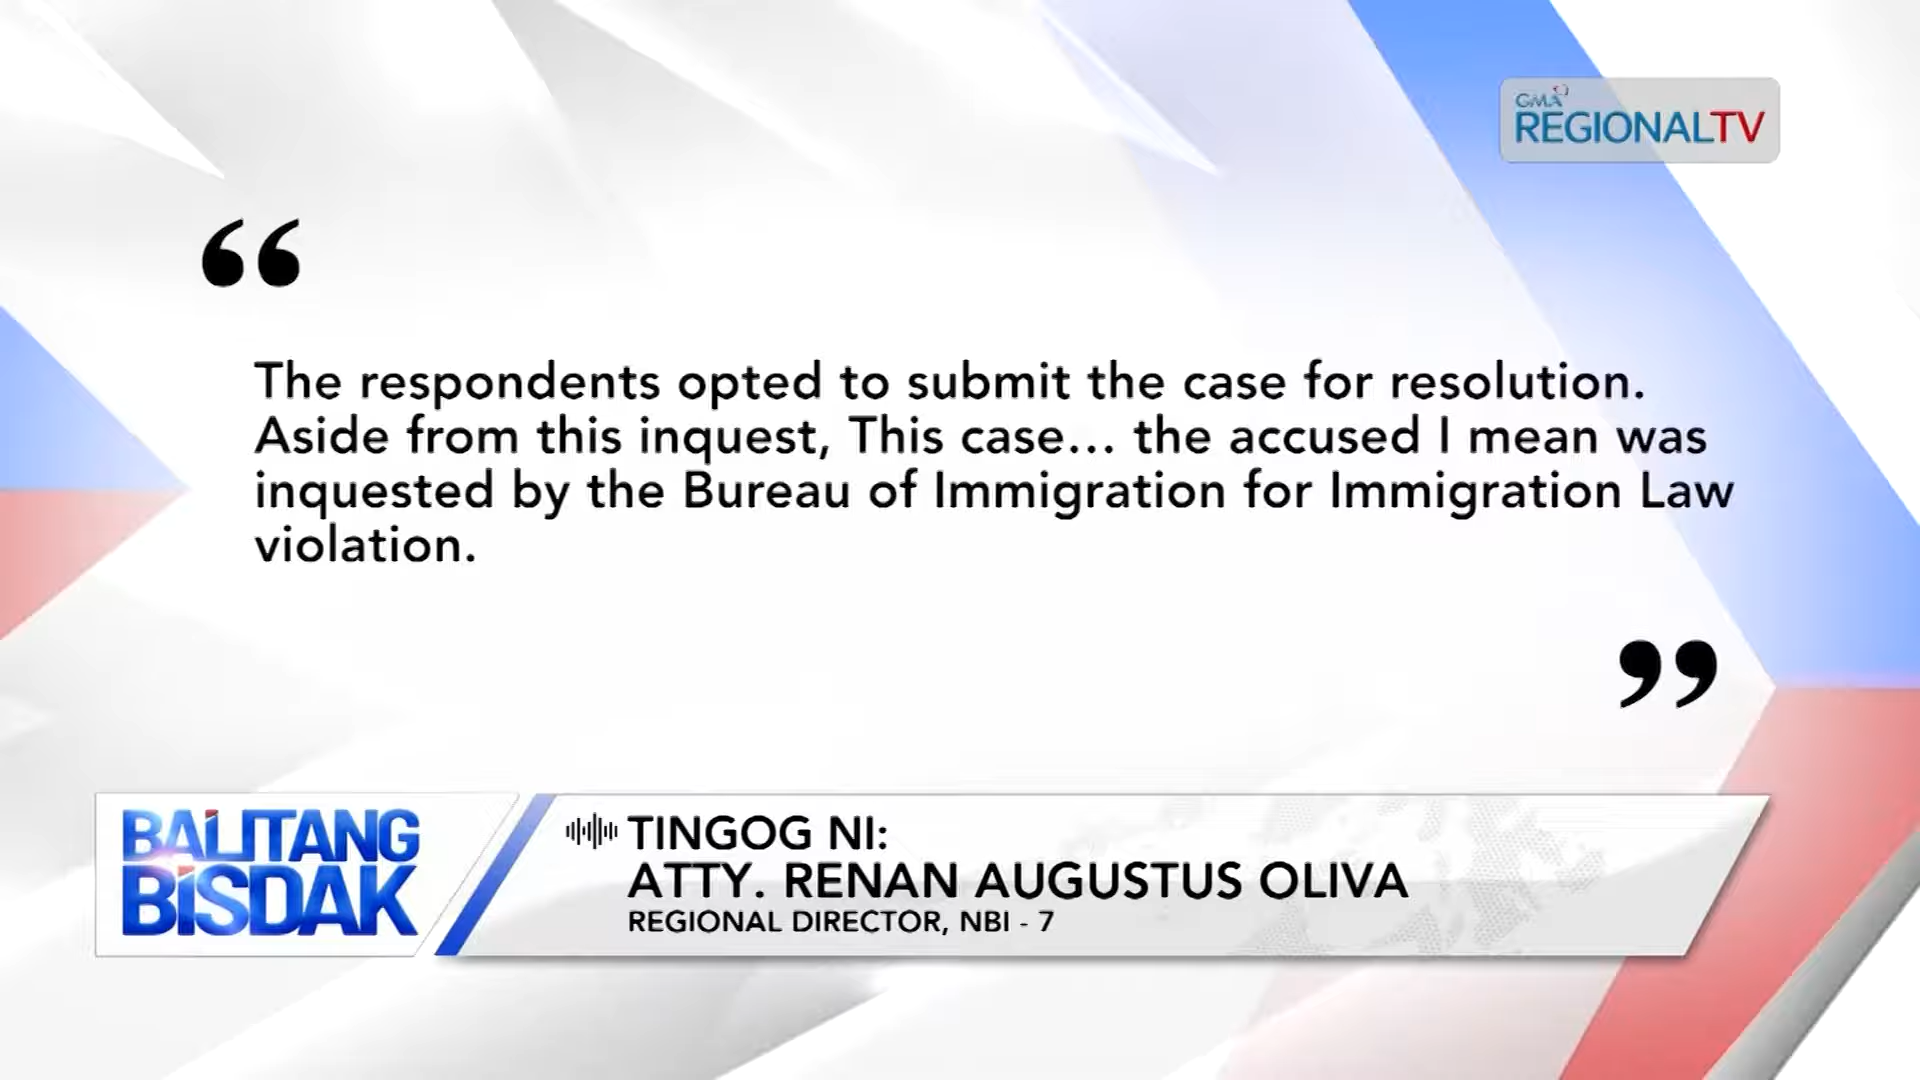 GMA
REGIONALTV
“
The respondents opted to submit the case for resolution.
Aside from this inquest, This case... the accused I mean was
inquested by the Bureau of Immigration for Immigration Law
violation.
”
BALITANG
BISDAK
TINGOG NI:
ATTY. RENAN AUGUSTUS OLIVA
REGIONAL DIRECTOR, NBI - 7